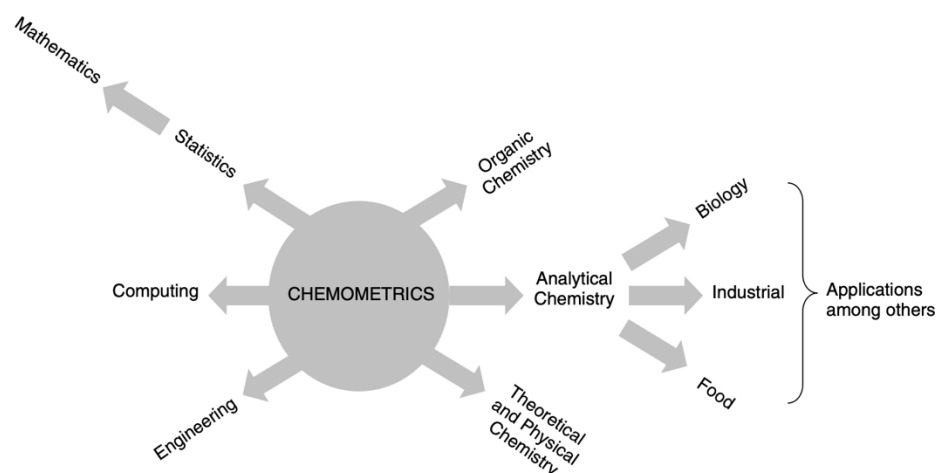 Mathematics
Statistics
Organic
Chemistry
Biology
Computing
CHEMOMETRICS
Analytical
Chemistry
Industrial
Applications
among others
Engineering
Theoretical
and Physical
Chemistry
Food